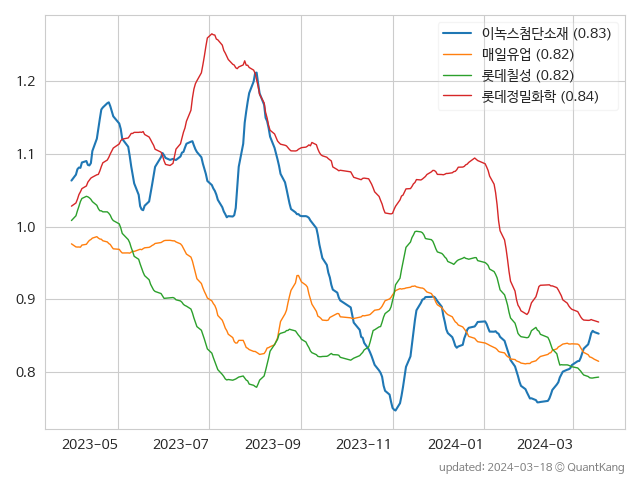 이녹스첨단소재 (0.83)
매일유업 (0.82)
롯데칠성 (0.82)
롯데정밀화학 (0.84)
1.2
1.1
1.0
0.9
0.8
2023-05 2023-07 2023-09 2023-11 2024-01 2024-03
updated: 2024-03-18 © QuantKang